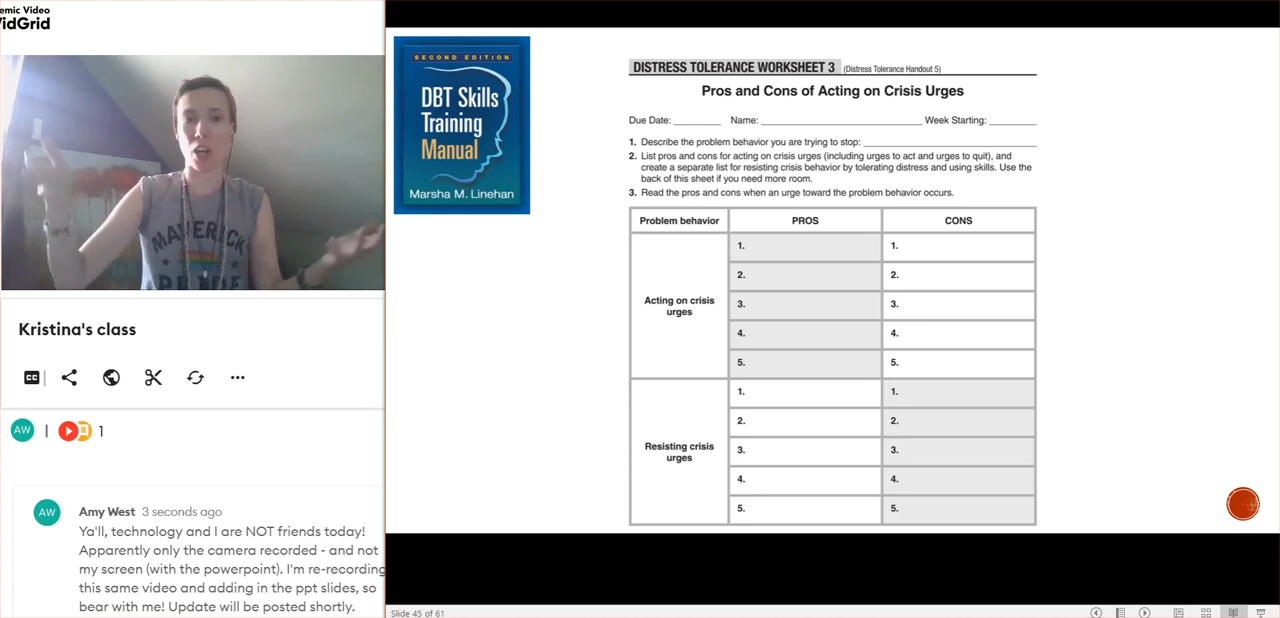 emic Video
VidGrid
MAVERICK
PRIDE
Kristina's class
CC
AW
1
AW
Amy West 3 seconds ago
Ya'll, technology and I are NOT friends today!
Apparently only the camera recorded - and not
my screen (with the powerpoint). I'm re-recording
this same video and adding in the ppt slides, so
bear with me! Update will be posted shortly.
SECOND EDITION
DBT Skills
Training
Manual
Marsha M. Linehan
DISTRESS TOLERANCE WORKSHEET 3 (Distress Tolerance Handout 5)
Pros and Cons of Acting on Crisis Urges
Due Date: ________ Name: ______________________________ Week Starting: ________
1. Describe the problem behavior you are trying to stop: ______________________________
2. List pros and cons for acting on crisis urges (including urges to act and urges to quit), and
create a separate list for resisting crisis behavior by tolerating distress and using skills. Use the
back of this sheet if you need more room.
3. Read the pros and cons when an urge toward the problem behavior occurs.
Problem behavior PROS CONS
Acting on crisis
urges
1. 1.
2. 2.
3. 3.
4. 4.
5. 5.
Resisting crisis
urges
1. 1.
2. 2.
3. 3.
4. 4.
5. 5.
Slide 45 of 61